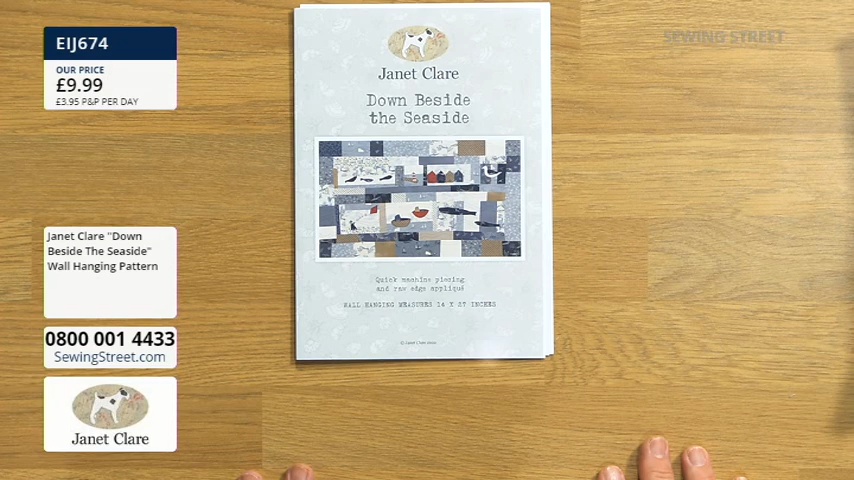 EIJ674
OUR PRICE
£9.99
£3.95 P&P PER DAY
Janet Clare "Down
Beside The Seaside"
Wall Hanging Pattern
0800 001 4433
SewingStreet.com
Janet Clare
SEWING STREET
Janet Clare
Down Beside
the Seaside
Quick machine piecing
and raw edge appliqué
WALL HANGING MEASURES 14 X 27 INCHES